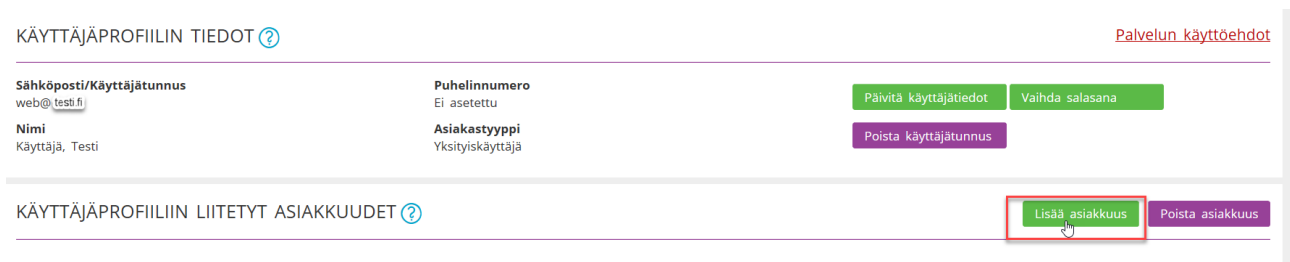 KÄYTTÄJÄPROFIILIN TIEDOT ?
Palvelun käyttöehdot
Sähköposti/Käyttäjätunnus
web@testi.fi
Puhelinnumero
Ei asetettu
Päivitä käyttäjätiedot
Vaihda salasana
Nimi
Käyttäjä, Testi
Asiakastyyppi
Yksityiskäyttäjä
Poista käyttäjätunnus
KÄYTTÄJÄPROFIILIIN LIITETYT ASIAKKUUDET ?
Lisää asiakkuus
Poista asiakkuus